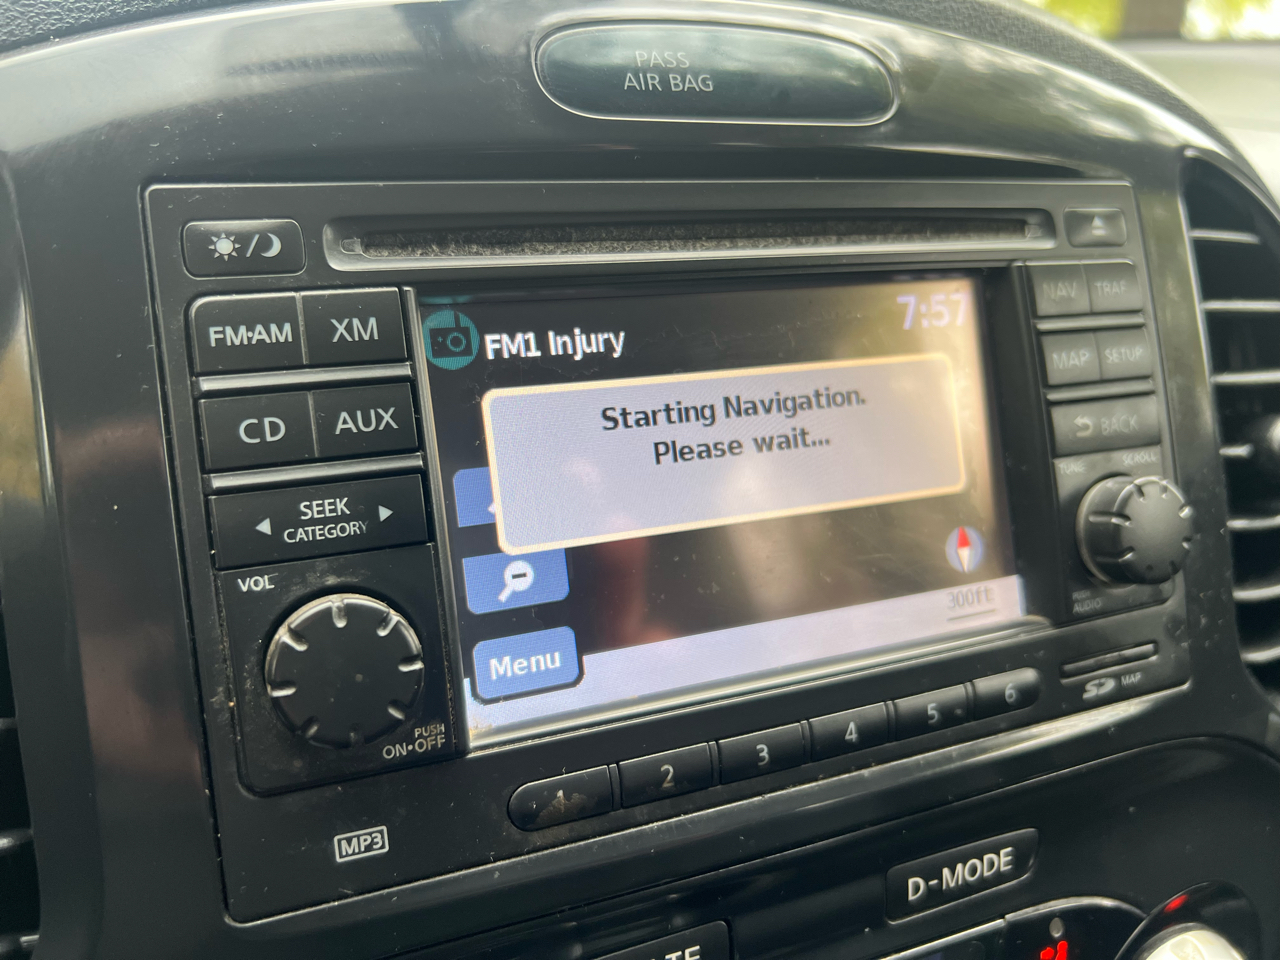 PASS
AIR BAG
FM·AM
XM
CD
AUX
SEEK
CATEGORY
VOL
PUSH
ON•OFF
MP3
7:57
FM1 Injury
Starting Navigation.
Please wait...
300ft
Menu
NAV
TRAF
MAP
SETUP
BACK
TUNE
SCROLL
PUSH
AUDIO
SD
MAP
1
2
3
4
5
6
D-MODE